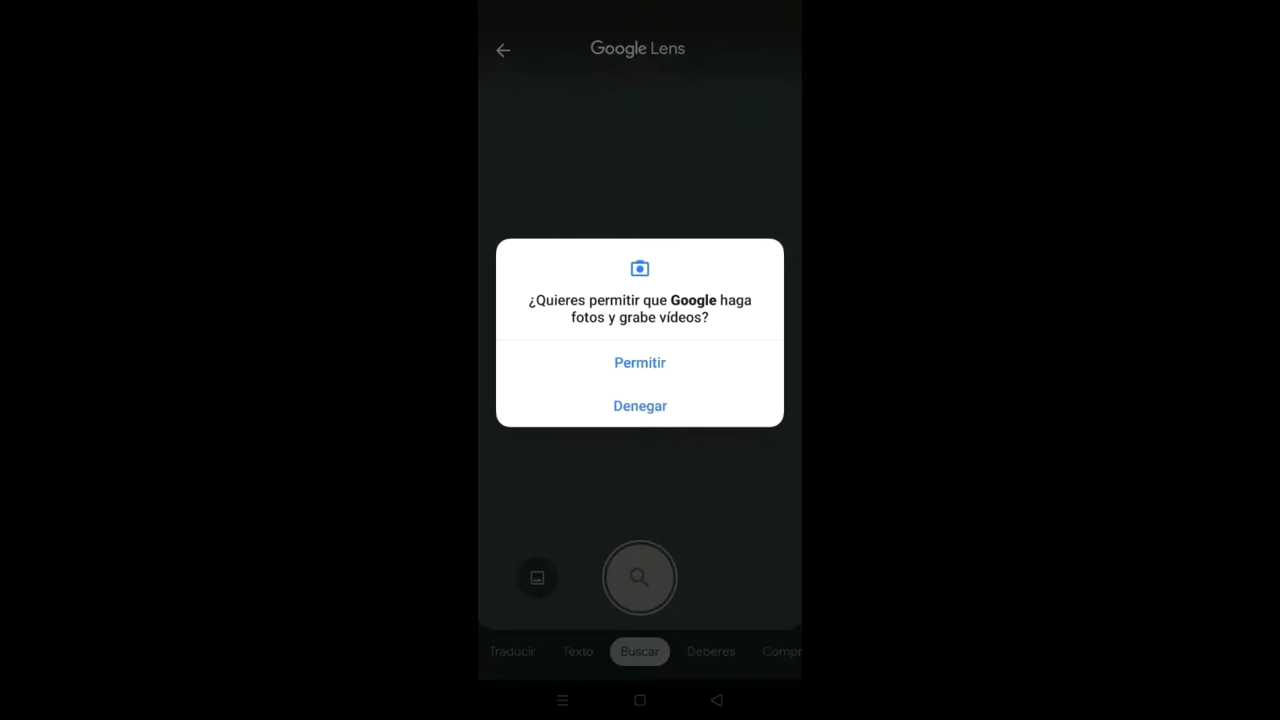 Google Lens
¿Quieres permitir que Google haga
fotos y grabe vídeos?
Permitir
Denegar
Traducir Texto Buscar Deberes Compr